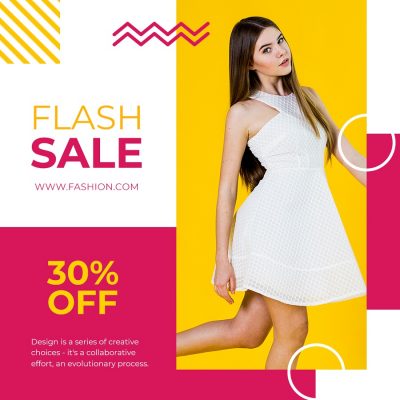 FLASH
SALE
WWW.FASHION.COM
30%
OFF
Design is a series of creative
choices - it's a collaborative
effort, an evolutionary process.